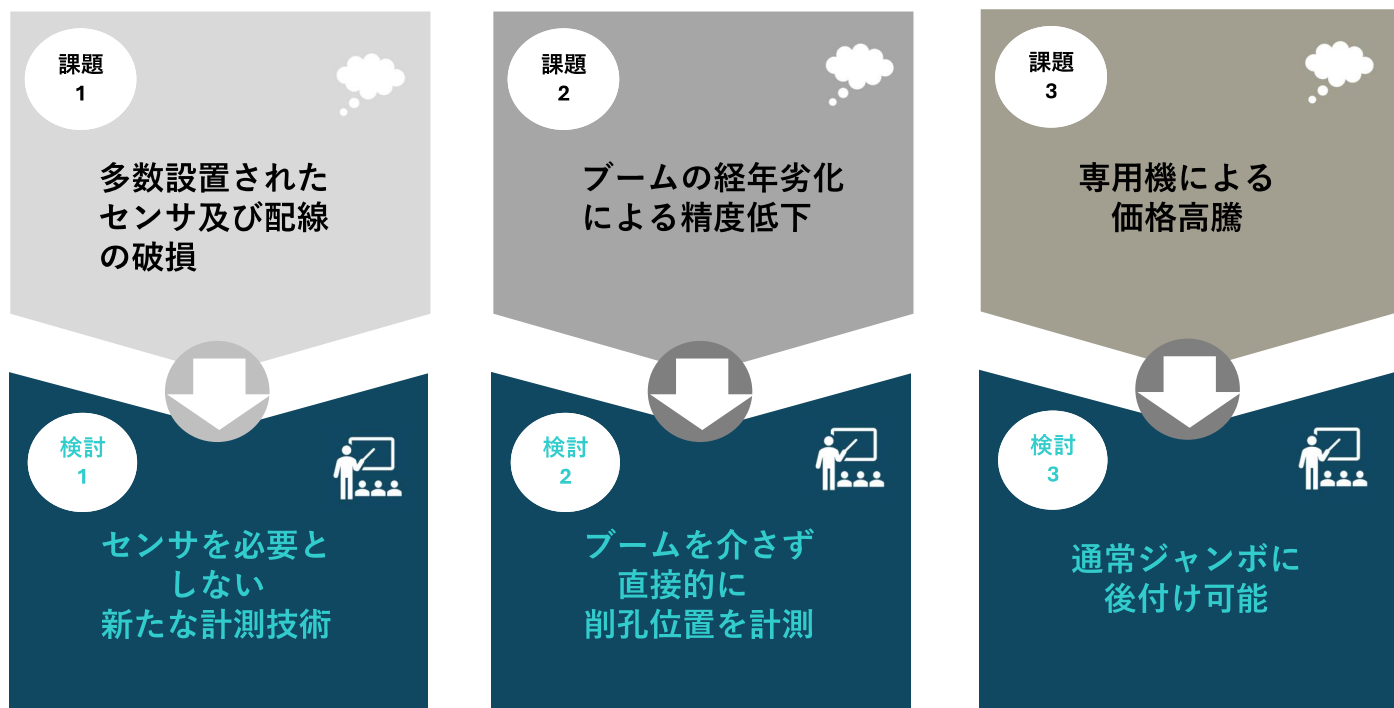 課題
1
多数設置された
センサ及び配線
の破損
検討
1
センサを必要と
しない
新たな計測技術
課題
2
ブームの経年劣化
による精度低下
検討
2
ブームを介さず
直接的に
削孔位置を計測
課題
3
専用機による
価格高騰
検討
3
通常ジャンボに
後付け可能